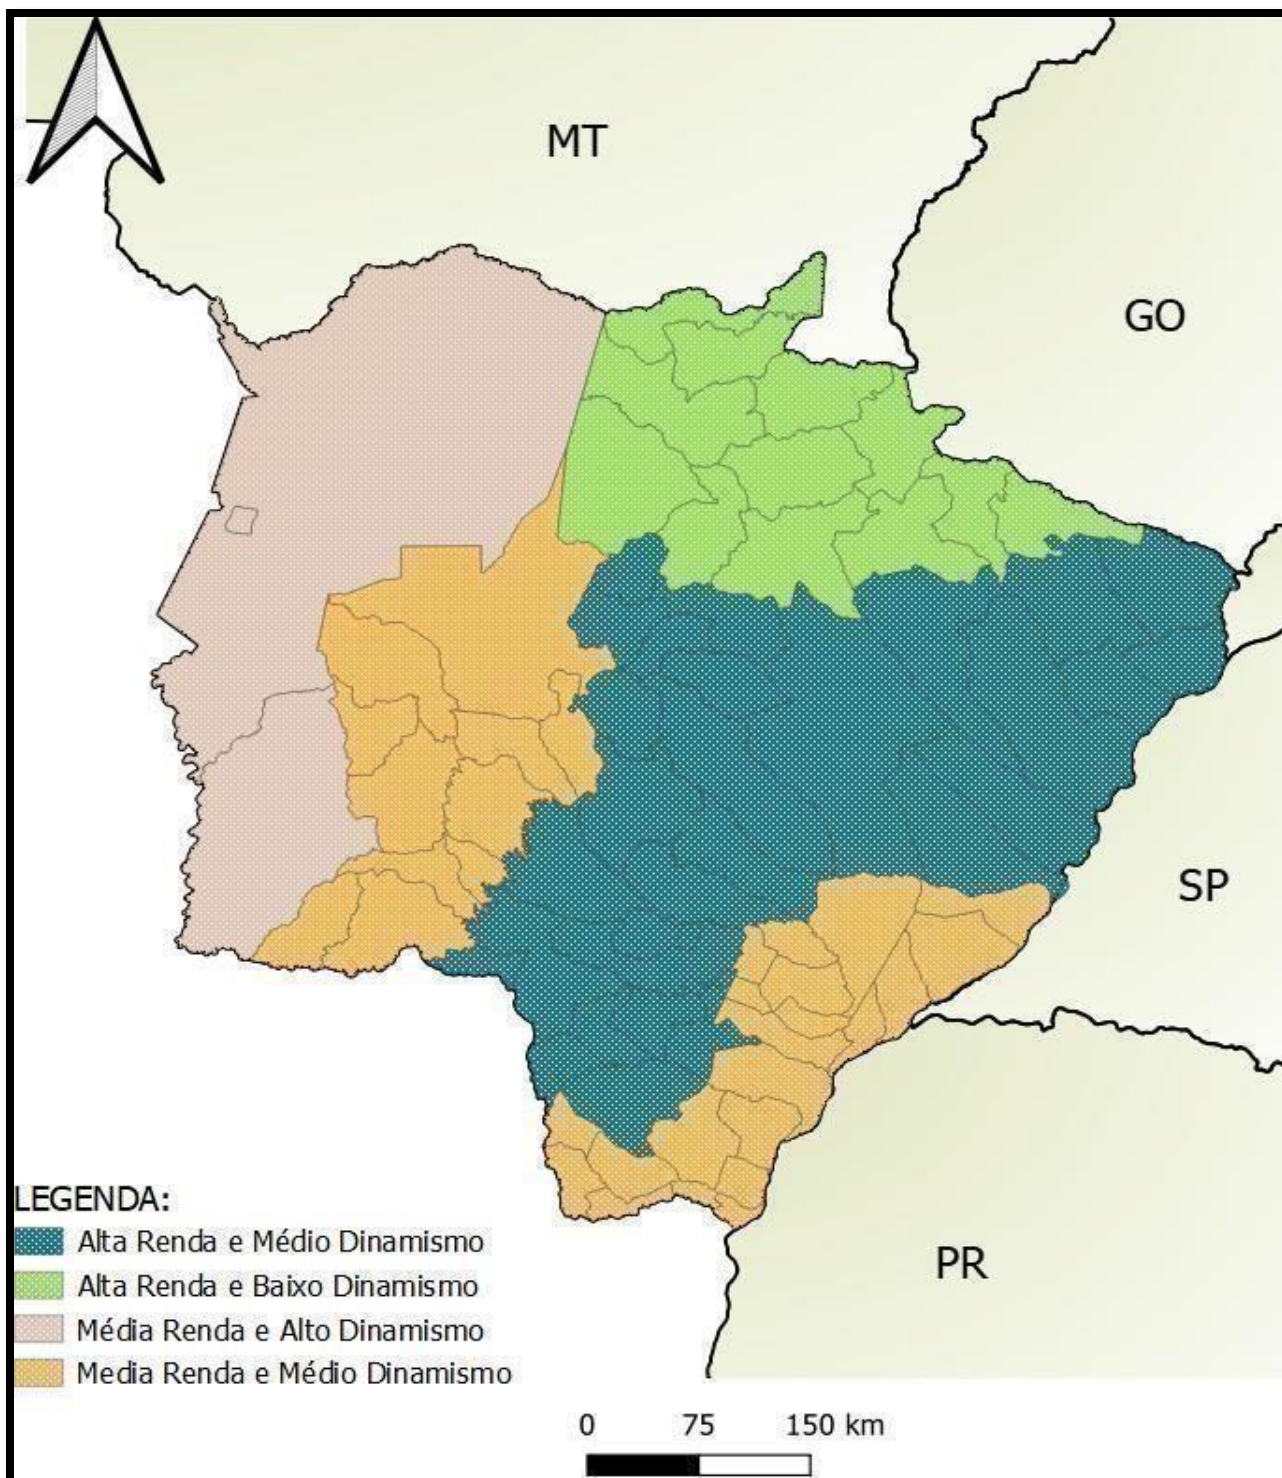 MT
GO
SP
PR
LEGENDA:
Alta Renda e Médio Dinamismo
Alta Renda e Baixo Dinamismo
Média Renda e Alto Dinamismo
Media Renda e Médio Dinamismo
0 75 150 km